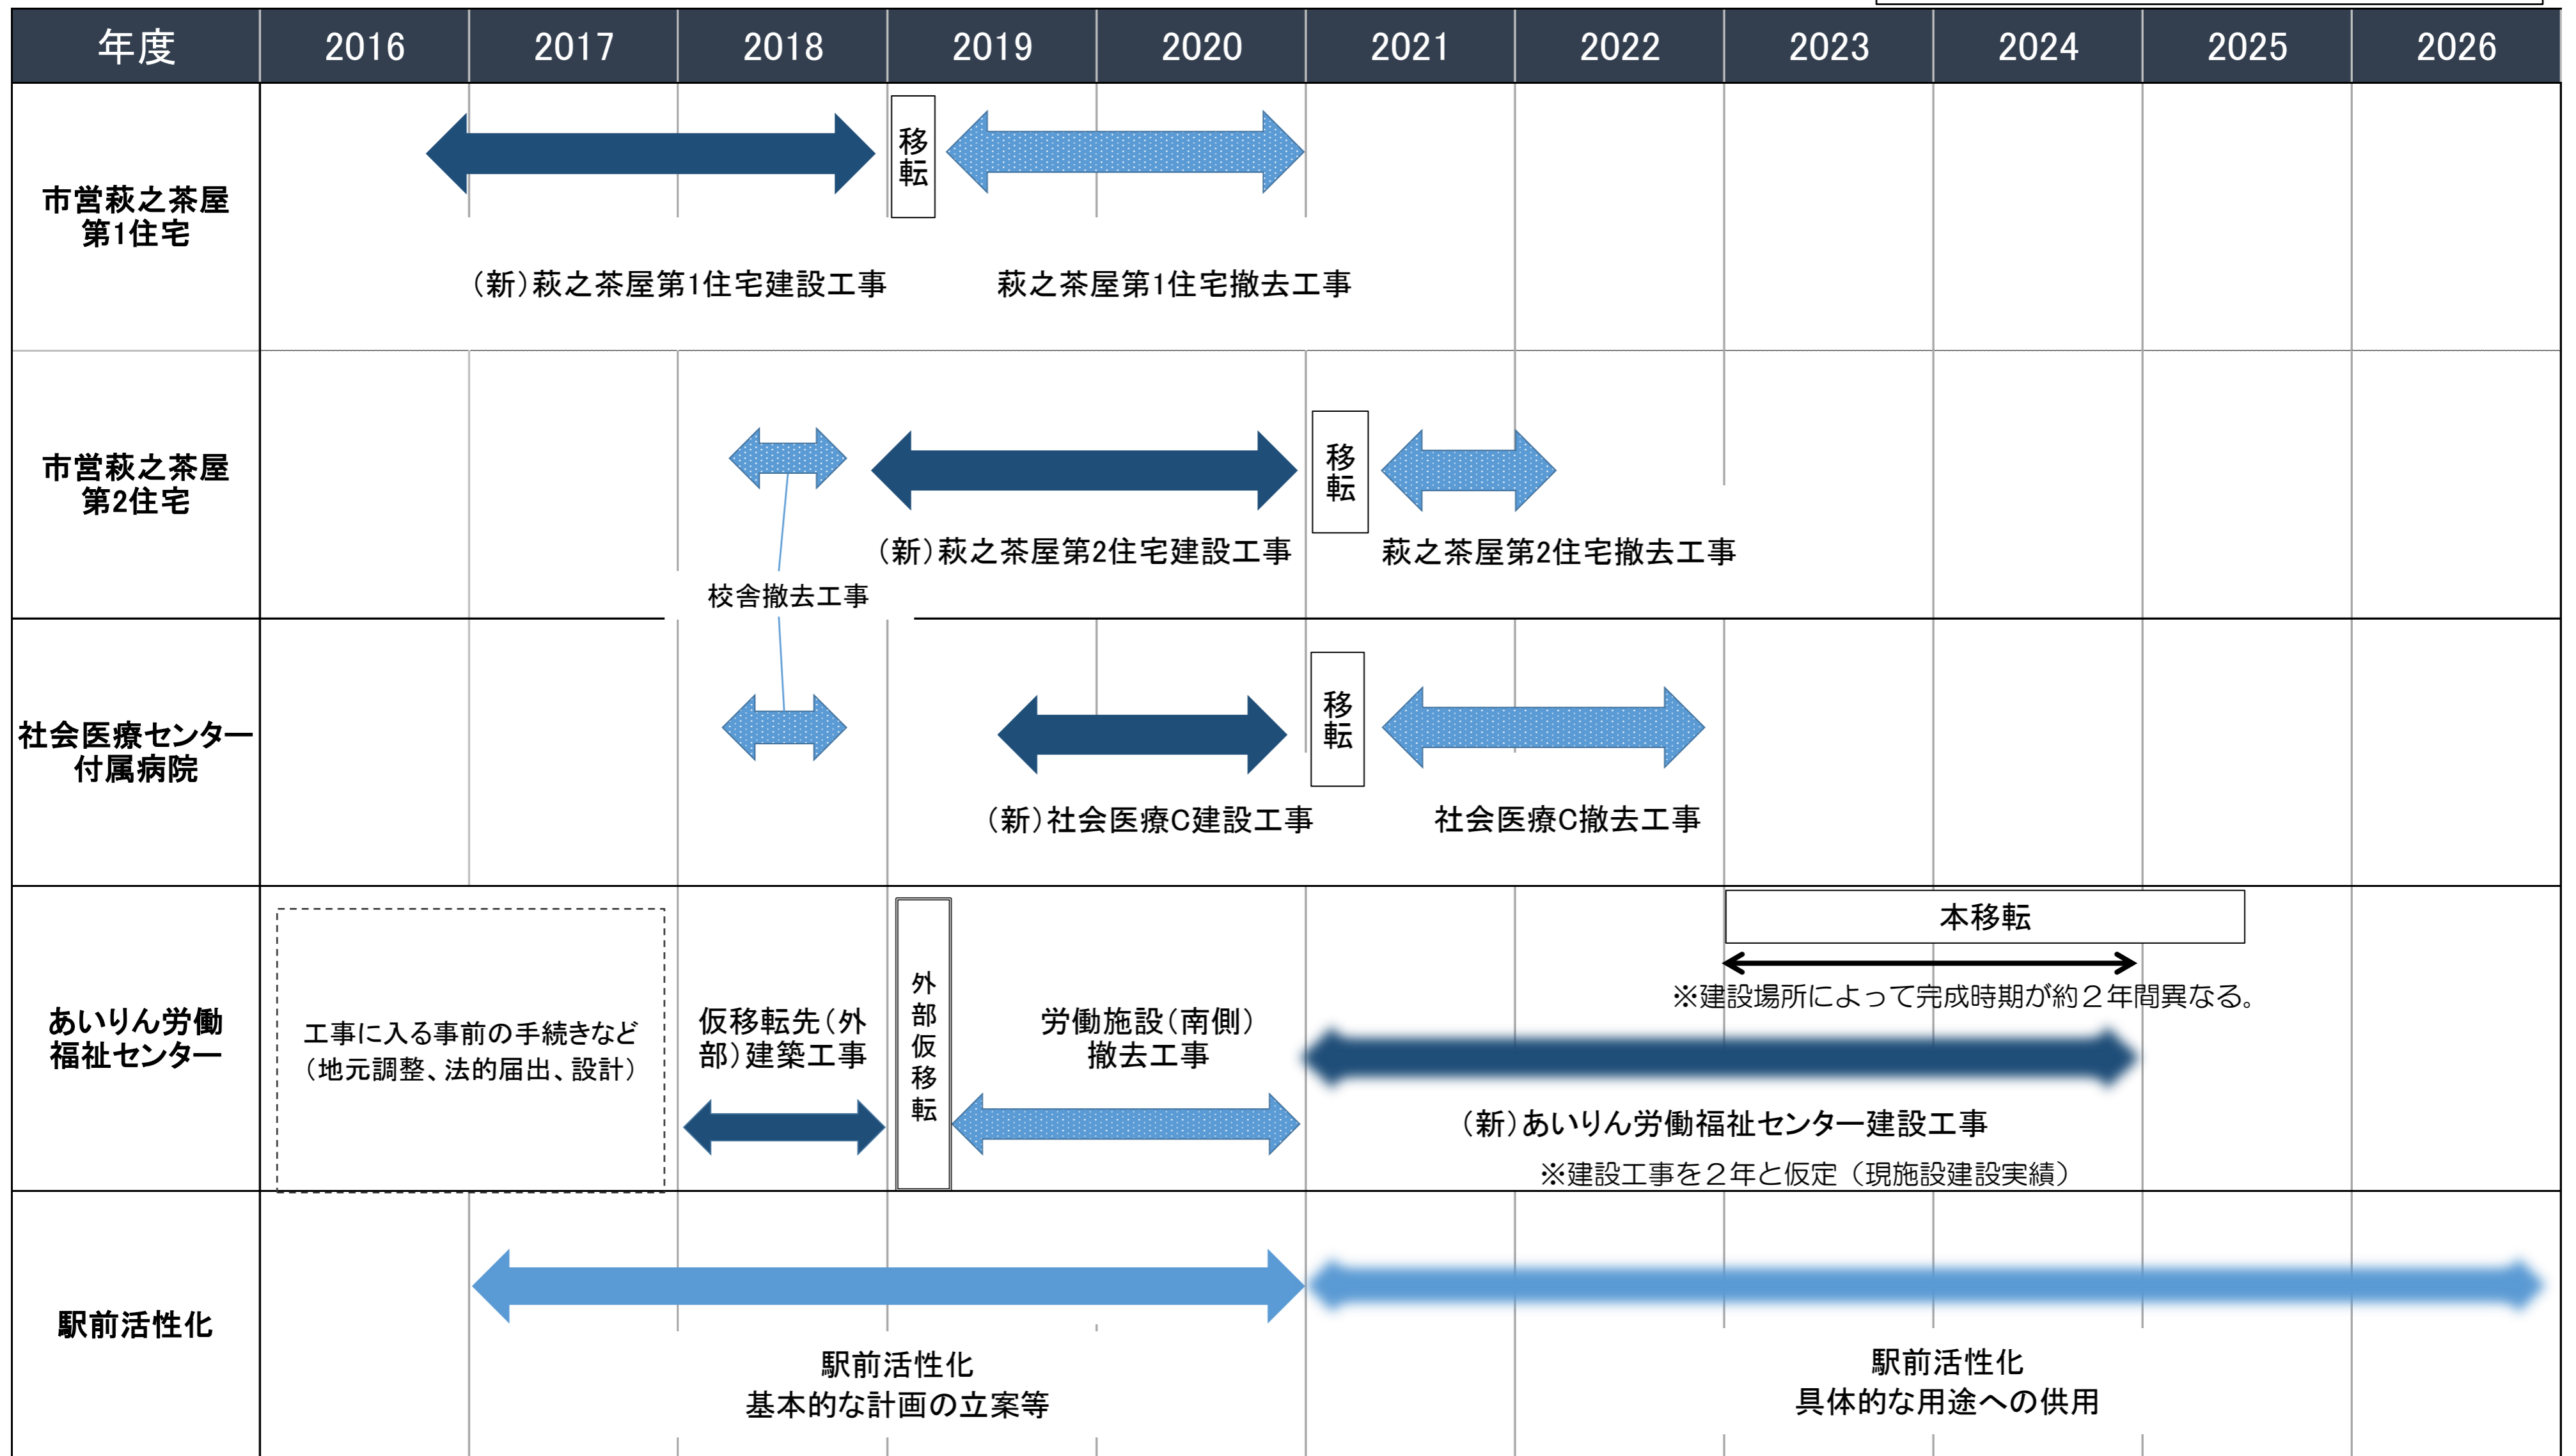 年度 2016 2017 2018 2019 2020 2021 2022 2023 2024 2025 2026
市営萩之茶屋
第1住宅
移
転
（新）萩之茶屋第1住宅建設工事
萩之茶屋第1住宅撤去工事
市営萩之茶屋
第2住宅
移
転
（新）萩之茶屋第2住宅建設工事
萩之茶屋第2住宅撤去工事
校舎撤去工事
社会医療センター
付属病院
移
転
（新）社会医療C建設工事
社会医療C撤去工事
あいりん労働
福祉センター
工事に入る事前の手続きなど
（地元調整、法的届出、設計）
仮移転先（外
部）建築工事
外
部
仮
移
転
労働施設（南側）
撤去工事
本移転
※建設場所によって完成時期が約２年間異なる。
（新）あいりん労働福祉センター建設工事
※建設工事を２年と仮定（現施設建設実績）
駅前活性化
駅前活性化
基本的な計画の立案等
駅前活性化
具体的な用途への供用